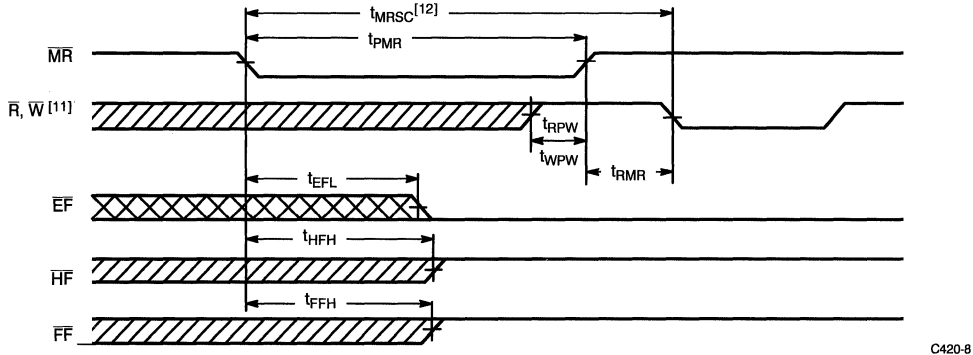 tMRSC[12]
tPMR
MR
R, W [11]
tRPW
tWPW
tRMR
tEFL
EF
tHFH
HF
tFFH
FF
C420-8